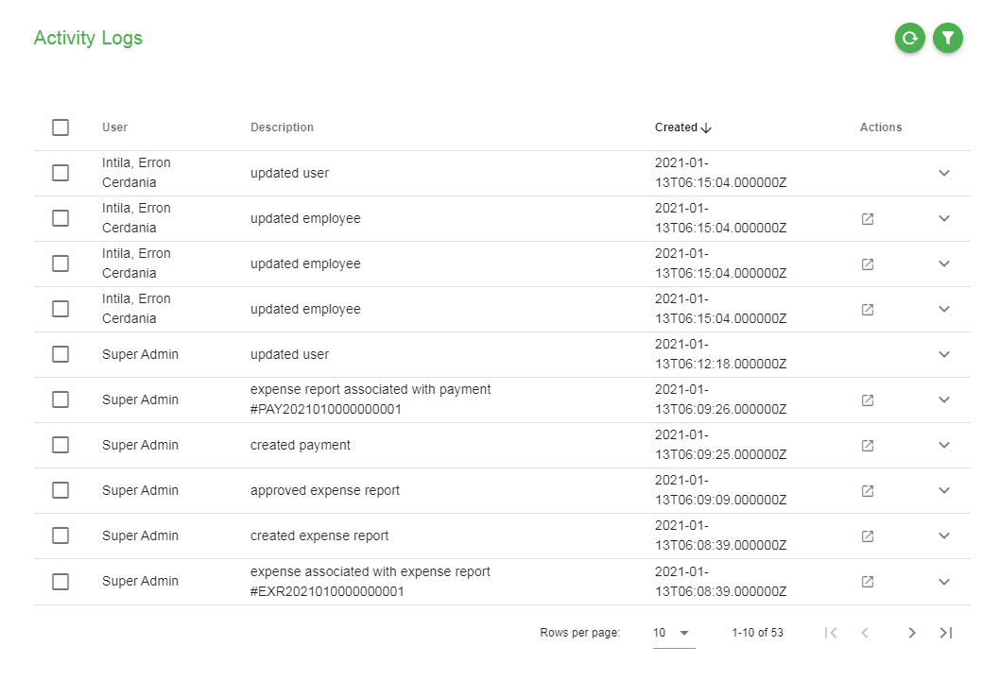 Activity Logs
User Description Created Actions
Intila, Erron
Cerdania
updated user
2021-01-
13T06:15:04.000000Z
Intila, Erron
Cerdania
updated employee
2021-01-
13T06:15:04.000000Z
Intila, Erron
Cerdania
updated employee
2021-01-
13T06:15:04.000000Z
Intila, Erron
Cerdania
updated employee
2021-01-
13T06:15:04.000000Z
Super Admin
updated user
2021-01-
13T06:12:18.000000Z
Super Admin
expense report associated with payment
#PAY2021010000000001
2021-01-
13T06:09:26.000000Z
Super Admin
created payment
2021-01-
13T06:09:25.000000Z
Super Admin
approved expense report
2021-01-
13T06:09:09.000000Z
Super Admin
created expense report
2021-01-
13T06:08:39.000000Z
Super Admin
expense associated with expense report
#EXR2021010000000001
2021-01-
13T06:08:39.000000Z
Rows per page: 10 1-10 of 53